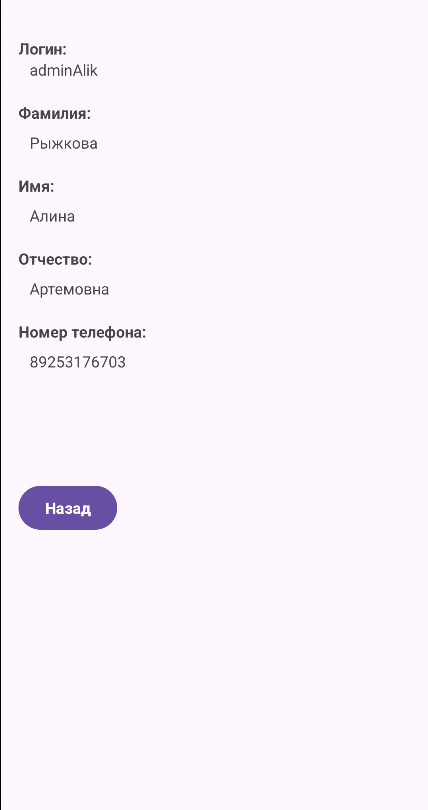 Логин:
adminAlik
Фамилия:
Рыжкова
Имя:
Алина
Отчество:
Артемовна
Номер телефона:
89253176703
Назад